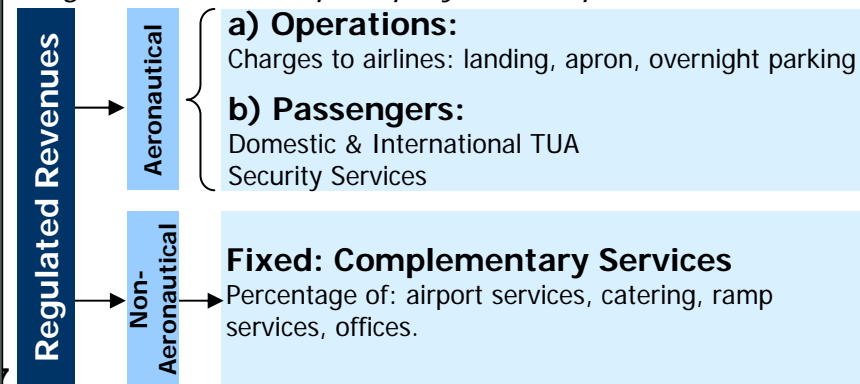 Regulated Revenues
Aeronautical
a) Operations:
Charges to airlines: landing, apron, overnight parking
b) Passengers:
Domestic & International TUA
Security Services
Non-
Aeronautical
Fixed: Complementary Services
Percentage of: airport services, catering, ramp
services, offices.